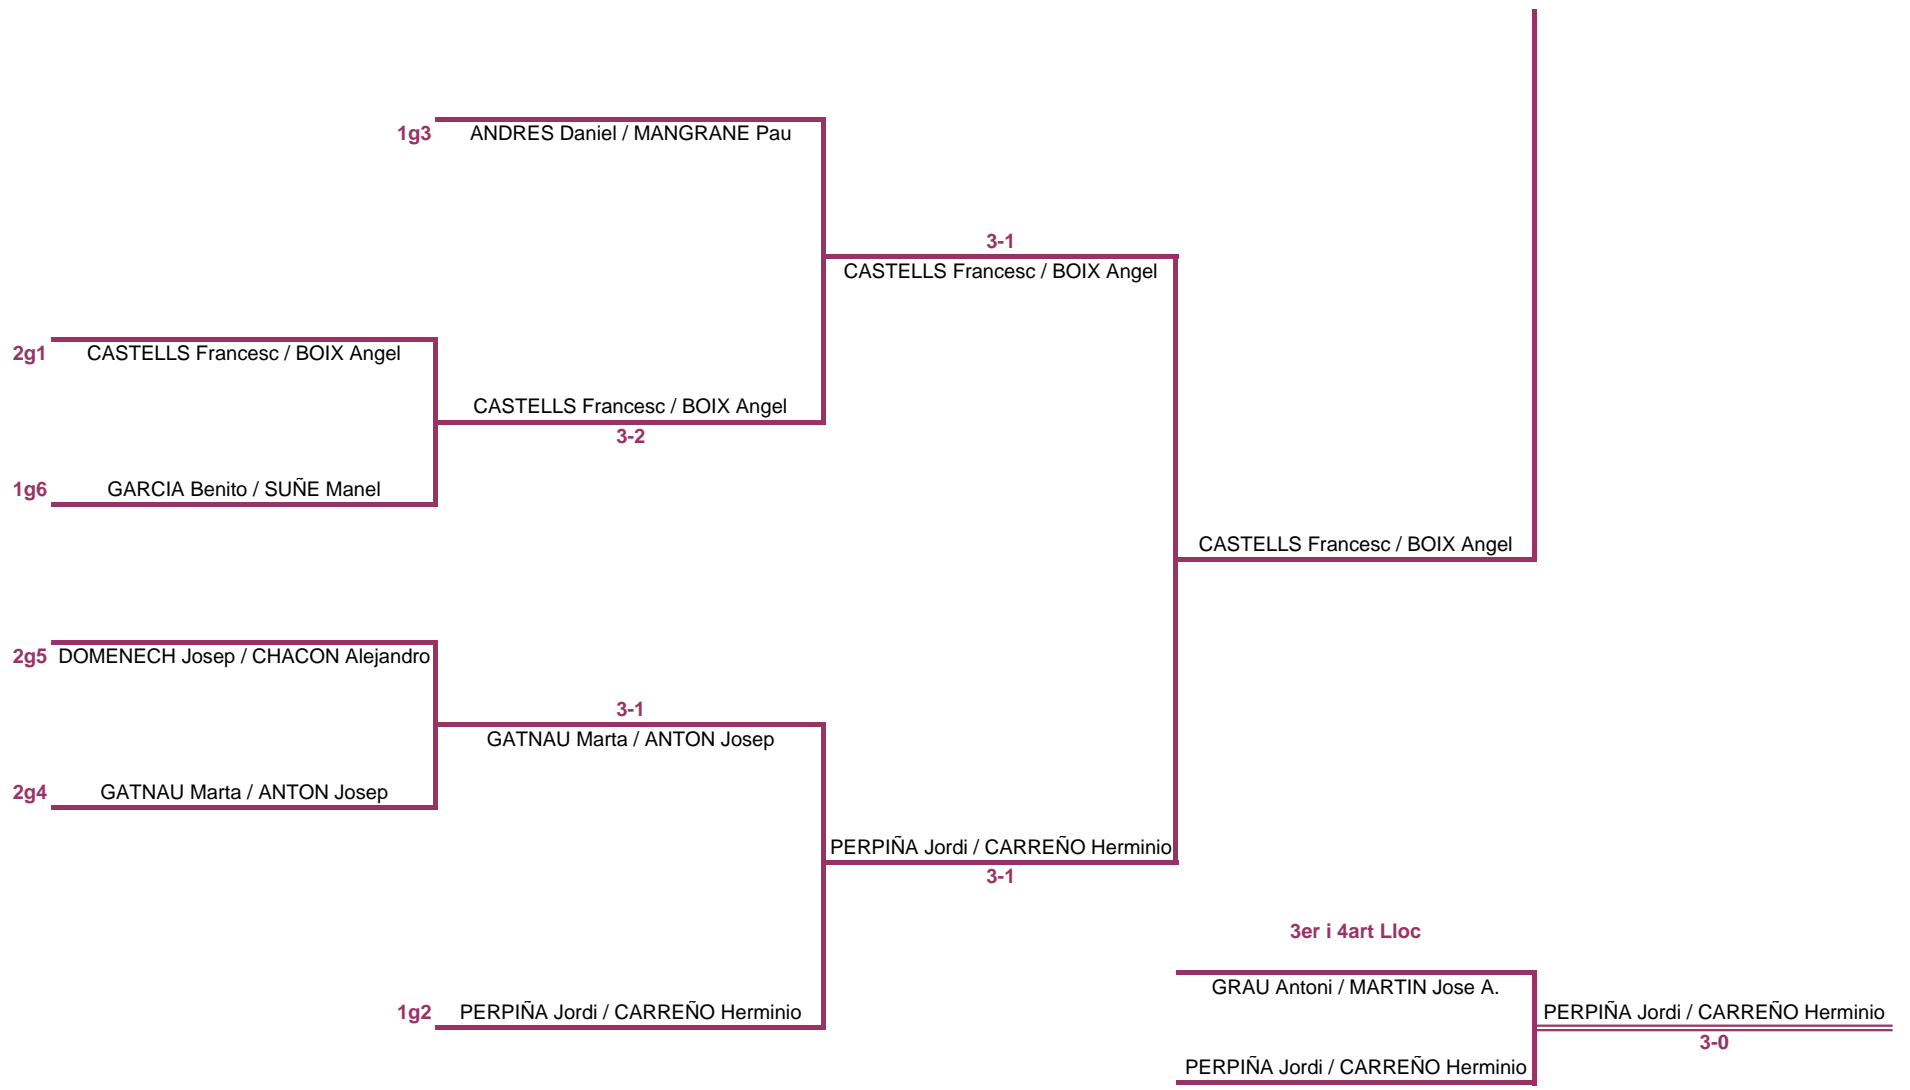 1g3 ANDRES Daniel / MANGRANE Pau
3-1
CASTELLS Francesc / BOIX Angel
2g1 CASTELLS Francesc / BOIX Angel
CASTELLS Francesc / BOIX Angel
3-2
1g6 GARCIA Benito / SUÑE Manel
CASTELLS Francesc / BOIX Angel
2g5 DOMENECH Josep / CHACON Alejandro
3-1
GATNAU Marta / ANTON Josep
2g4 GATNAU Marta / ANTON Josep
PERPIÑA Jordi / CARREÑO Herminio
3-1
3er i 4art Lloc
GRAU Antoni / MARTIN Jose A.
1g2 PERPIÑA Jordi / CARREÑO Herminio
PERPIÑA Jordi / CARREÑO Herminio
3-0
PERPIÑA Jordi / CARREÑO Herminio